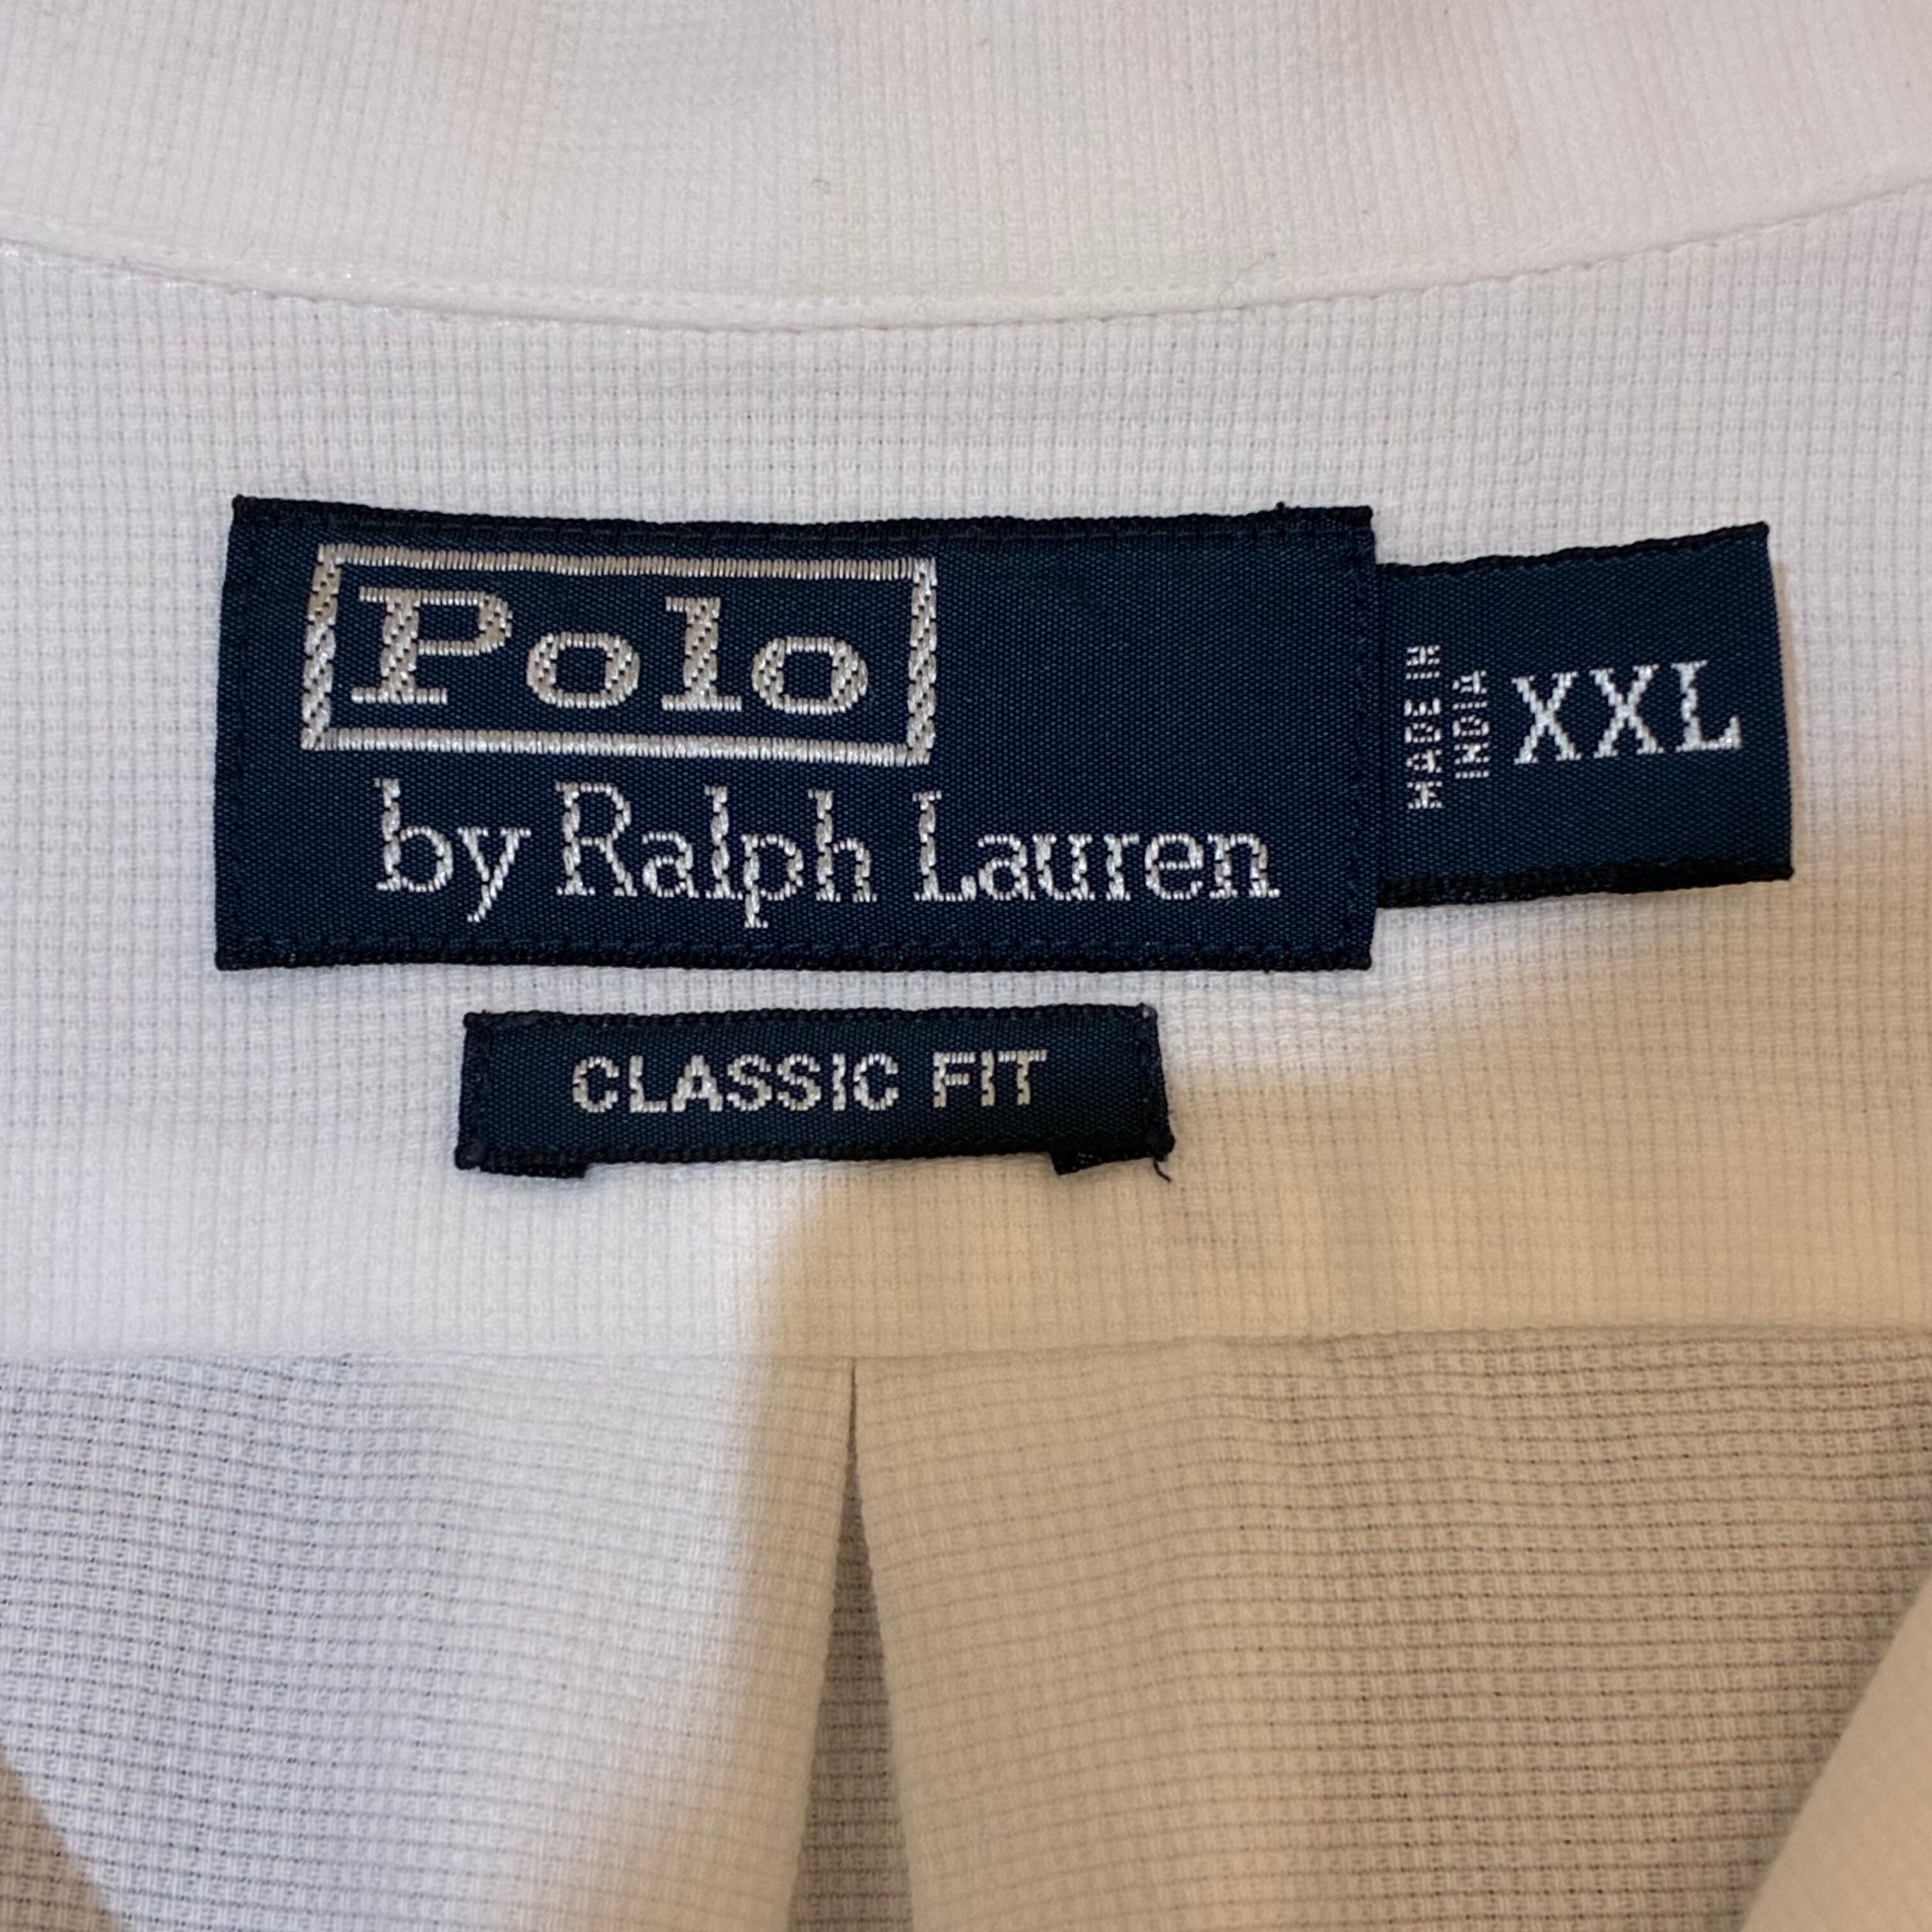 Polo
by Ralph Lauren
MADE IN
INDIA
XXL
CLASSIC FIT